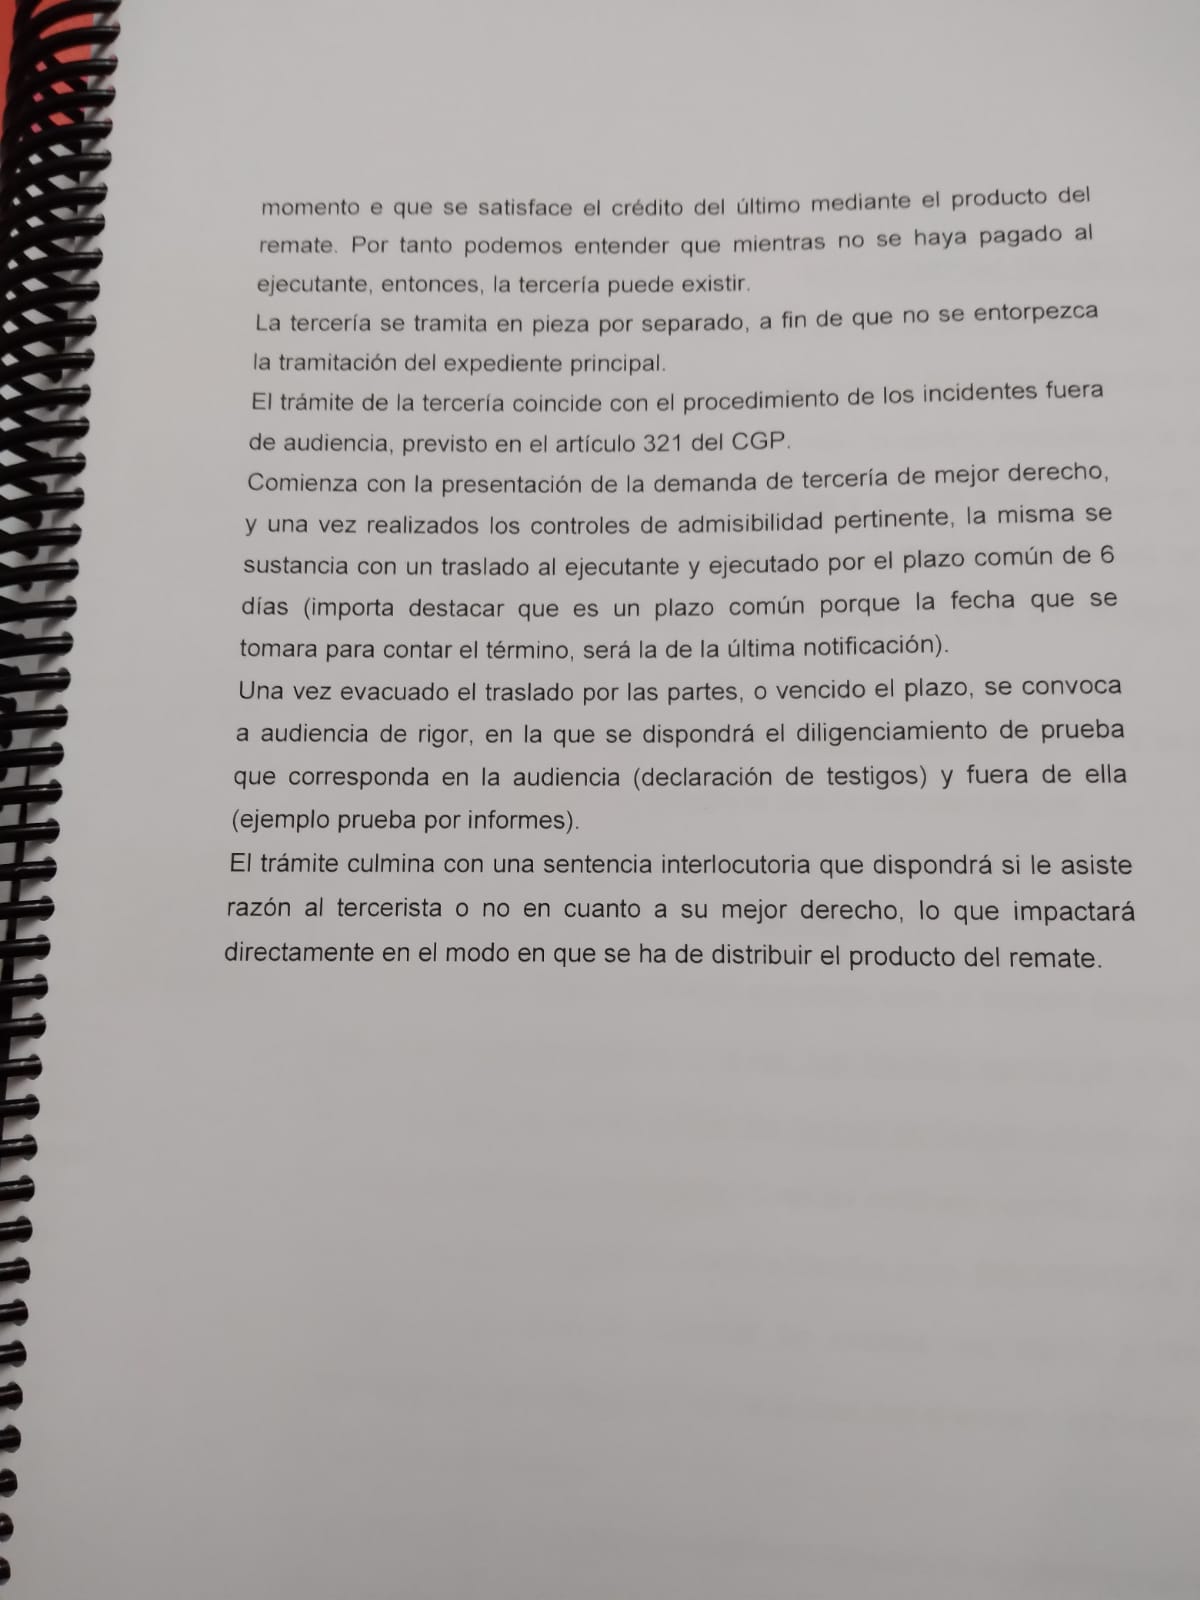 momento e que se satisface el crédito del último mediante el producto del
remate. Por tanto podemos entender que mientras no se haya pagado al
ejecutante, entonces, la tercería puede existir.
La tercería se tramita en pieza por separado, a fin de que no se entorpezca
la tramitación del expediente principal.
El trámite de la tercería coincide con el procedimiento de los incidentes fuera
de audiencia, previsto en el artículo 321 del CGP.
Comienza con la presentación de la demanda de tercería de mejor derecho,
y una vez realizados los controles de admisibilidad pertinente, la misma se
sustancia con un traslado al ejecutante y ejecutado por el plazo común de 6
días (importa destacar que es un plazo común porque la fecha que se
tomara para contar el término, será la de la última notificación).
Una vez evacuado el traslado por las partes, o vencido el plazo, se convoca
a audiencia de rigor, en la que se dispondrá el diligenciamiento de prueba
que corresponda en la audiencia (declaración de testigos) y fuera de ella
(ejemplo prueba por informes).
El trámite culmina con una sentencia interlocutoria que dispondrá si le asiste
razón al tercerista o no en cuanto a su mejor derecho, lo que impactará
directamente en el modo en que se ha de distribuir el producto del remate.